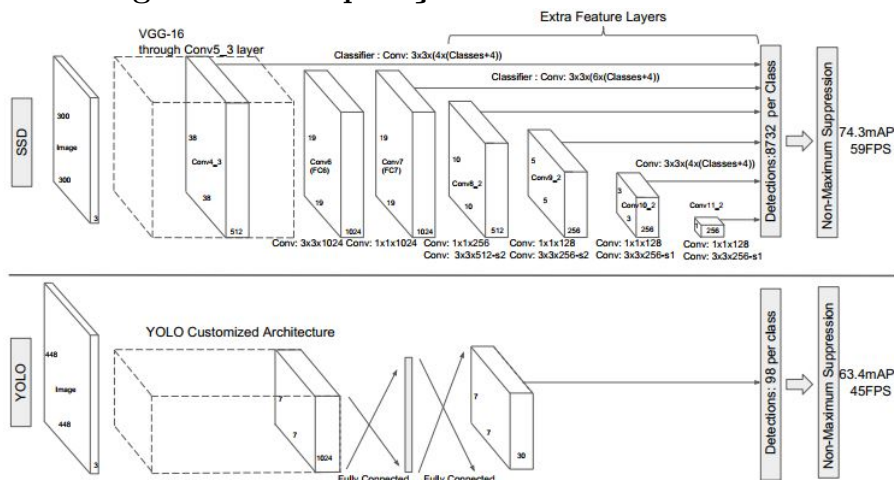 Extra Feature Layers
VGG-16
through Conv5_3 layer
Classifier : Conv: 3x3x(4x(Classes+4))
Classifier : Conv: 3x3x(6x(Classes+4))
SSD
300
Image
300
3
38
Conv4_3
38
512
19
Conv6
(FC6)
19
1024
19
Conv7
(FC7)
19
1024
10
Conv8_2
10
512
5
Conv9_2
5
256
Conv: 3x3x(4x(Classes+4))
3
Conv10_2
3
256
Conv11_2
1
256
Detections:8732 per Class
Non-Maximum Suppression
74.3mAP
59FPS
Conv: 3x3x1024
Conv: 1x1x1024
Conv: 1x1x256
Conv: 3x3x512-s2
Conv: 1x1x128
Conv: 3x3x256-s2
Conv: 1x1x128
Conv: 3x3x256-s1
Conv: 1x1x128
Conv: 3x3x256-s1
YOLO
448
Image
448
3
YOLO Customized Architecture
7
7
1024
Fully Connected
Fully Connected
7
7
30
Detections: 98 per class
Non-Maximum Suppression
63.4mAP
45FPS